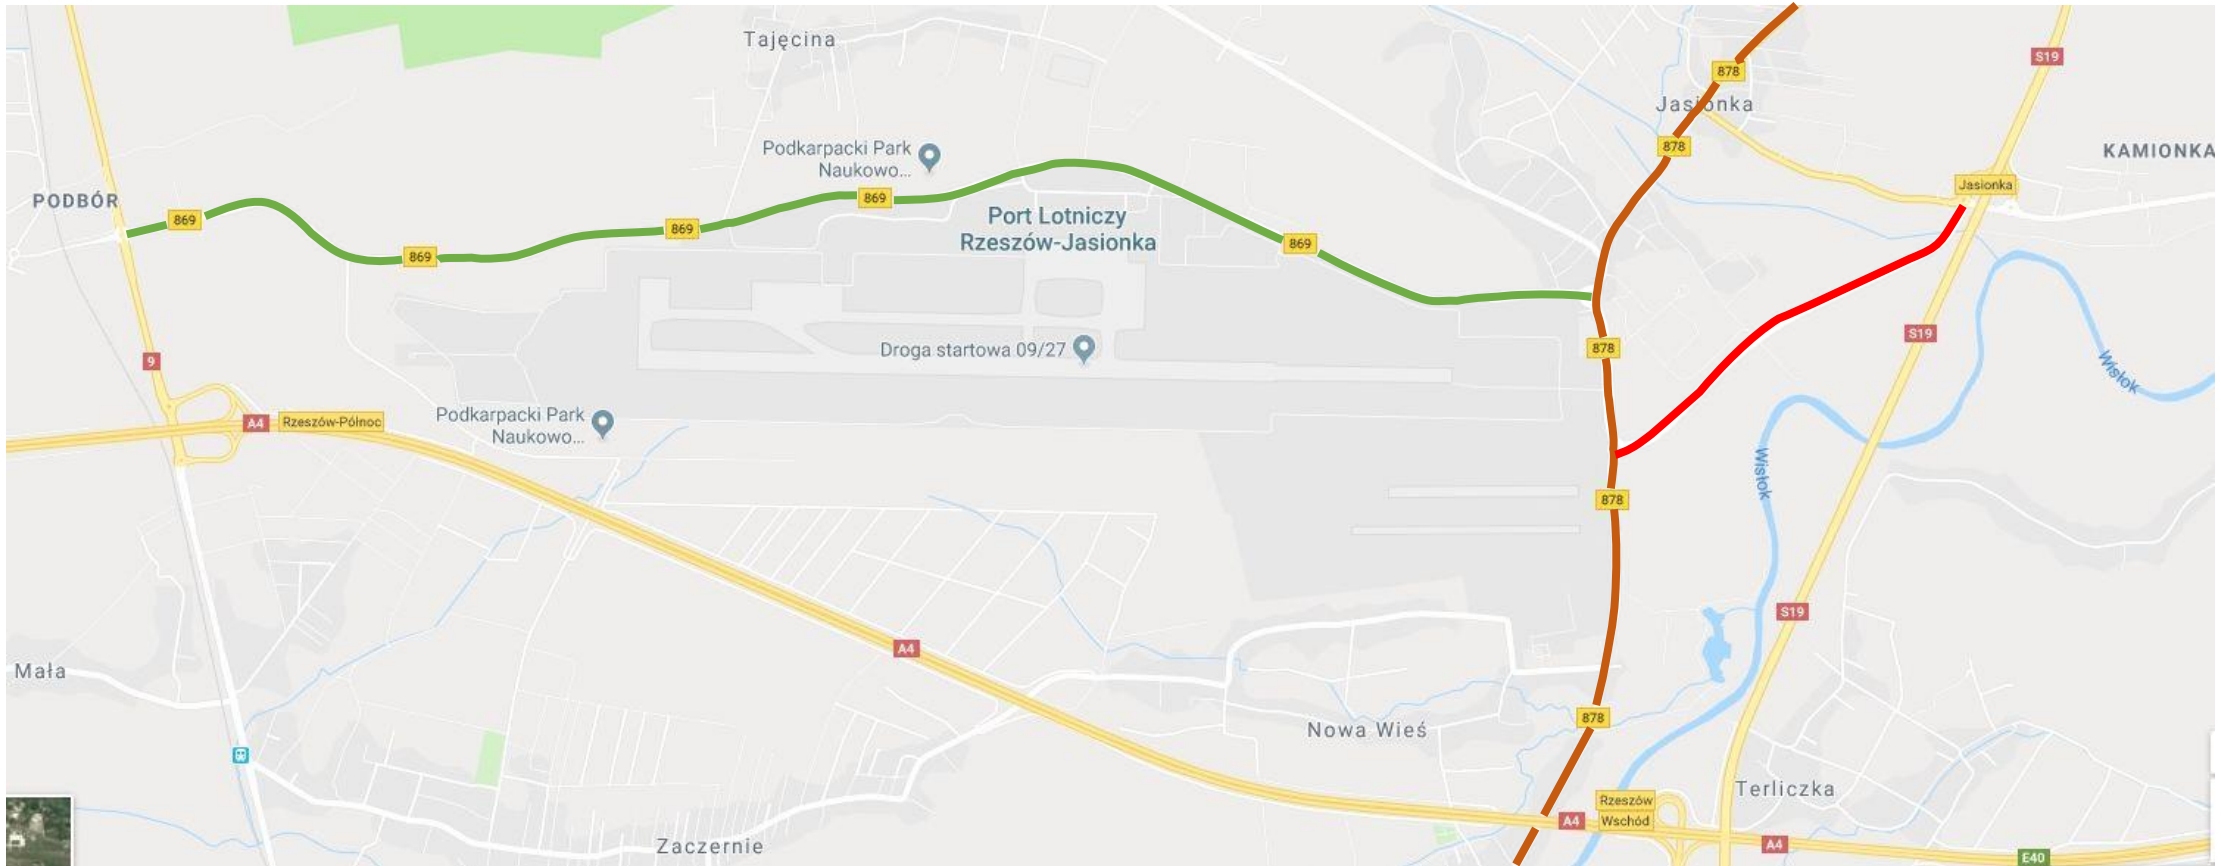 Tajęcina
S19
878
Jasionka
878
Podkarpacki Park
Naukowo...
KAMIONKA
Jasionka
PODBÓR
869
869
869
869
869
Port Lotniczy
Rzeszów-Jasionka
S19
878
Droga startowa 09/27
9
Wisłok
Podkarpacki Park
Naukowo...
A4
Rzeszów-Północ
Wisłok
878
S19
A4
Mała
878
Nowa Wieś
Terliczka
Rzeszów
Wschód
A4
A4
Zaczernie
E40